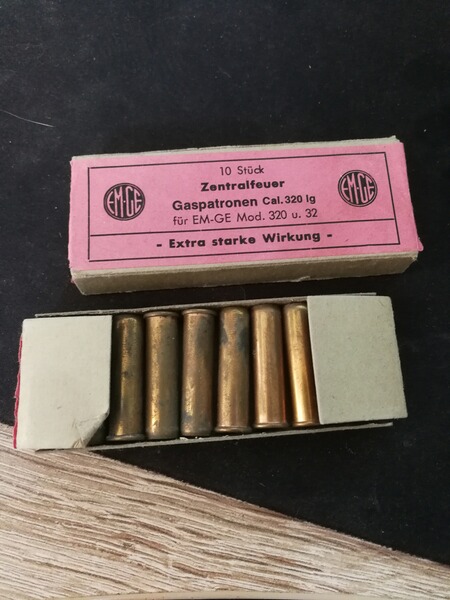 10 Stück
Zentralfeuer
EM-GE
Gaspatronen Cal. 320 lg
EM-GE
für EM-GE Mod. 320 u. 32
- Extra starke Wirkung -